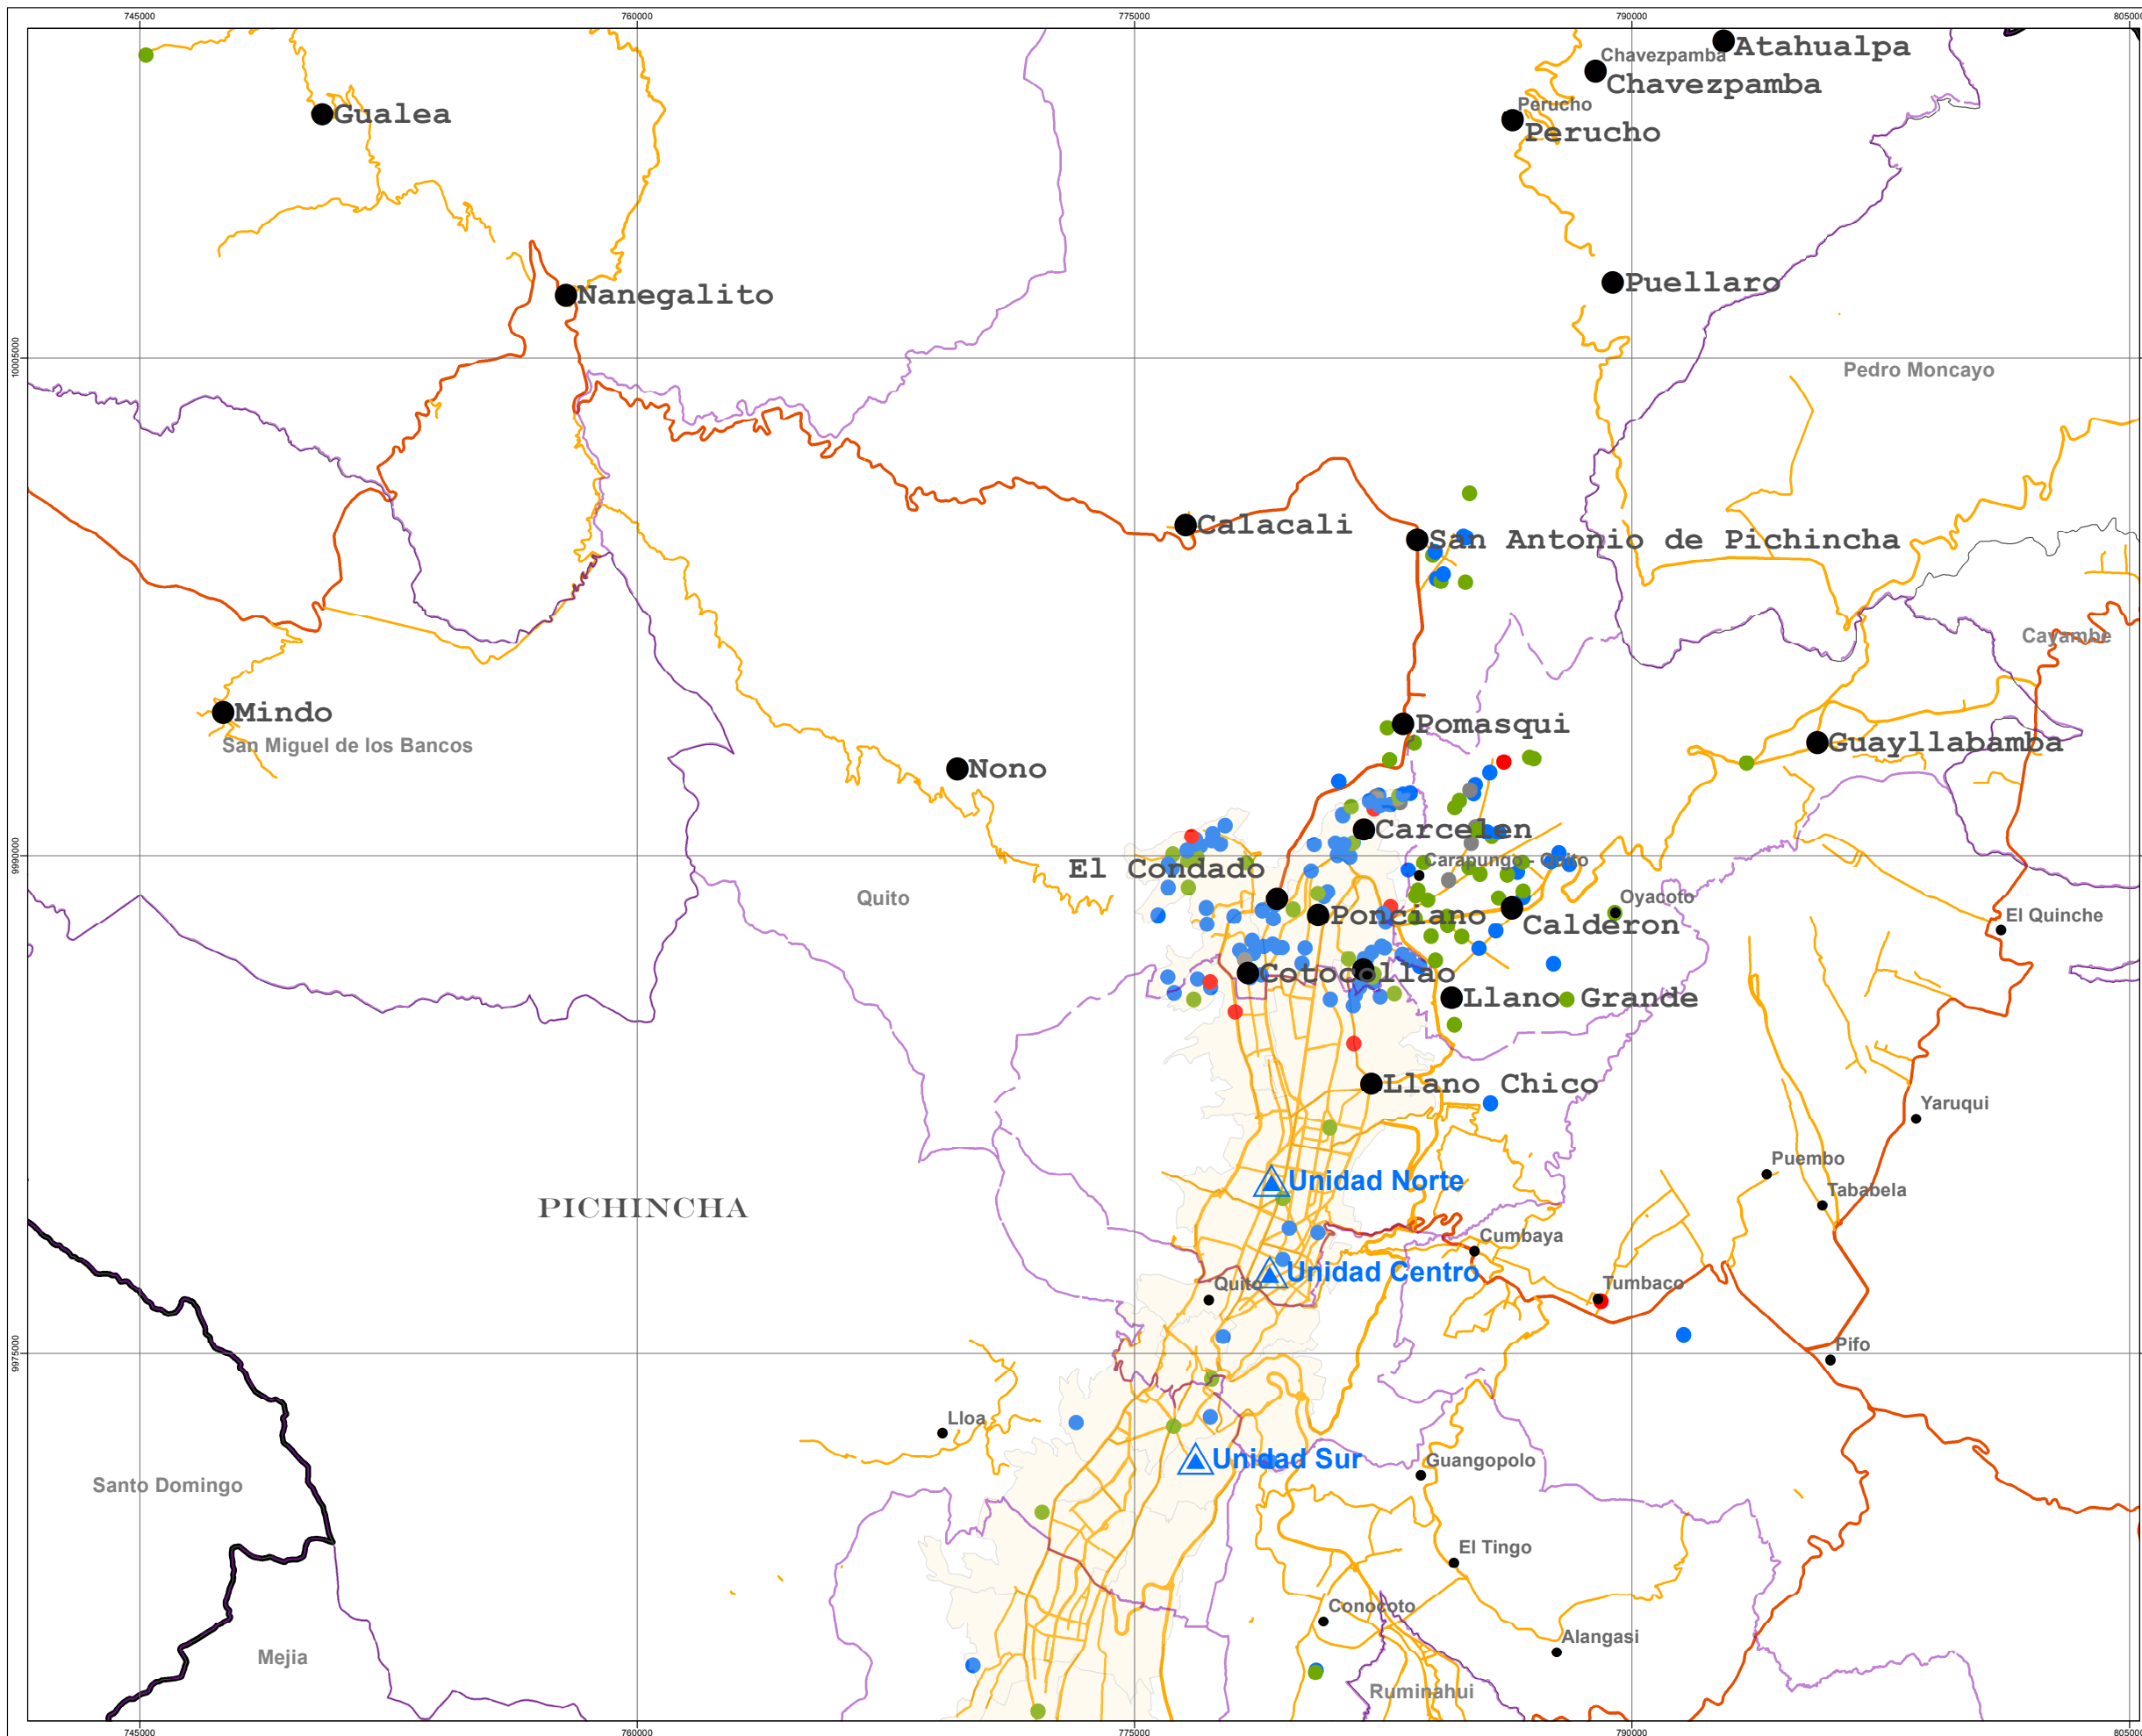 745000
760000
775000
790000
805000
Atahualpa
Chavezpamba
Chavezpamba
Gualea
Perucho
Perucho
Puellaro
Nanegalito
10005000
Pedro Moncayo
Calacali
San Antonio de Pichincha
Cayambe
Mindo
San Miguel de los Bancos
Pomasqui
Guayllabamba
Nono
Carcelen
9990000
El Condado
Carapungo - Quito
Quito
Oyacoto
Ponciano
Calderon
El Quinche
Cotocollao
Llano Grande
Llano Chico
Yaruqui
Puembo
Unidad Norte
Tababela
PICHINCHA
Cumbaya
Unidad Centro
Quito
Tumbaco
Pifo
9975000
Lloa
Unidad Sur
Guangopolo
Santo Domingo
El Tingo
Conocoto
Alangasi
Mejia
Ruminahui
745000
760000
775000
790000
805000